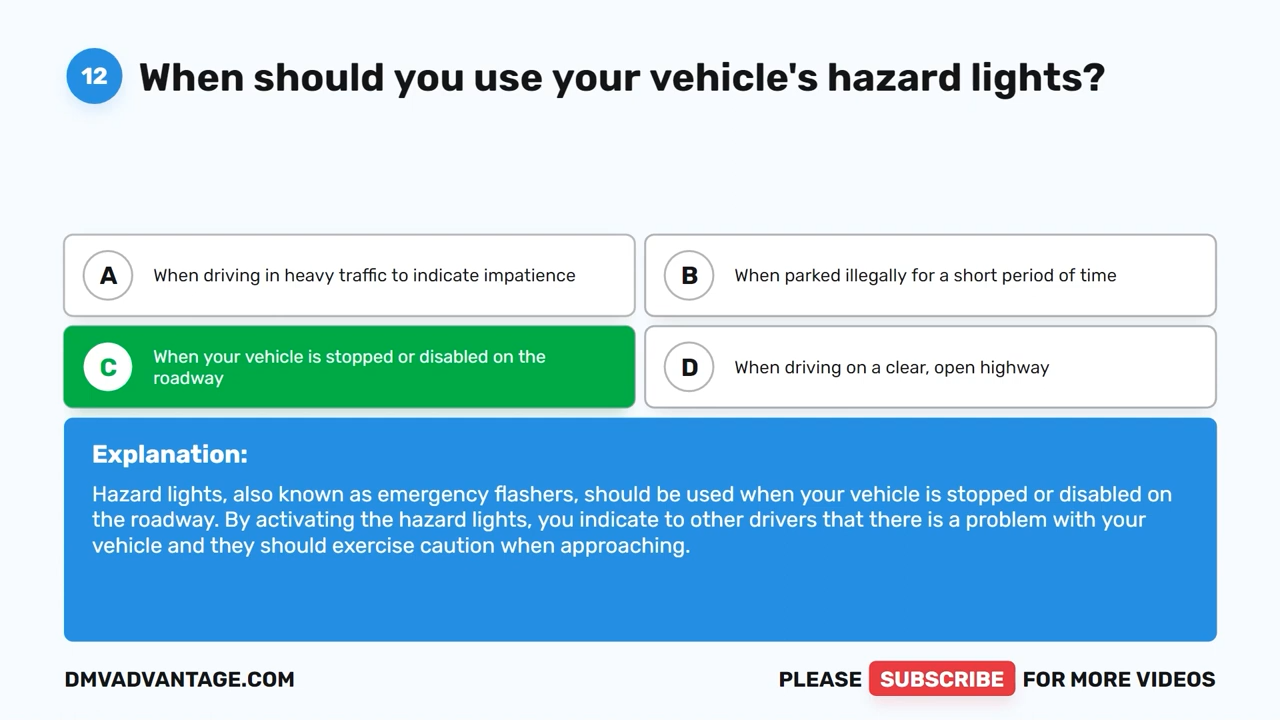 12 When should you use your vehicle's hazard lights?
A When driving in heavy traffic to indicate impatience
B When parked illegally for a short period of time
C When your vehicle is stopped or disabled on the
roadway
D When driving on a clear, open highway
Explanation:
Hazard lights, also known as emergency flashers, should be used when your vehicle is stopped or disabled on
the roadway. By activating the hazard lights, you indicate to other drivers that there is a problem with your
vehicle and they should exercise caution when approaching.
DMVADVANTAGE.COM
PLEASE SUBSCRIBE FOR MORE VIDEOS